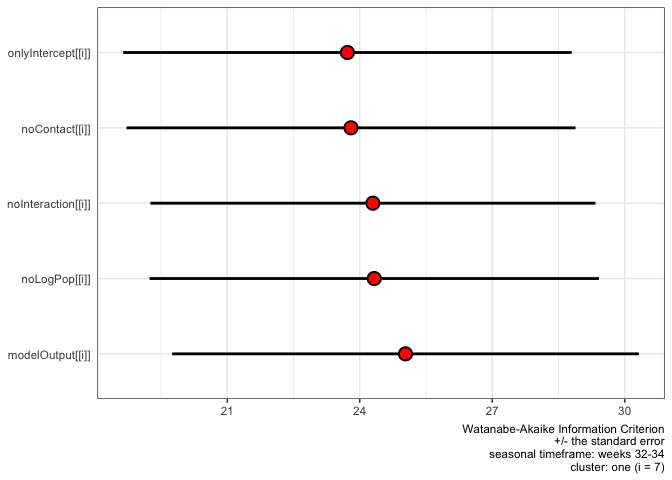 onlyIntercept[[i]]
noContact[[i]]
noInteraction[[i]]
noLogPop[[i]]
modelOutput[[i]]
21 24 27 30
Watanabe-Akaike Information Criterion
+/- the standard error
seasonal timeframe: weeks 32-34
cluster: one (i = 7)